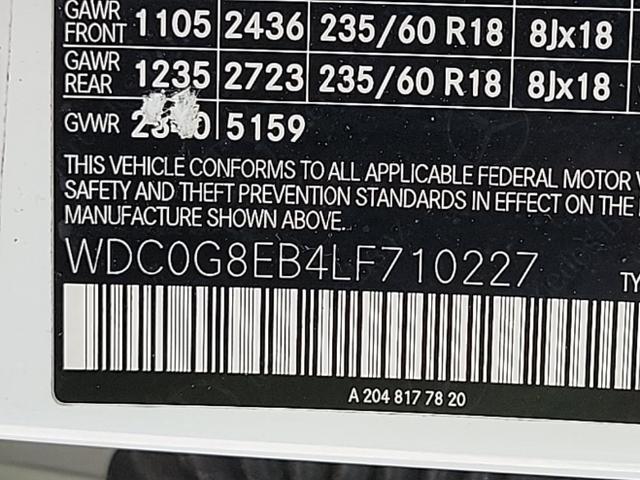 GAWR FRONT 1105 2436 235/60 R18 8Jx18
GAWR REAR 1235 2723 235/60 R18 8Jx18
GVWR 5159
THIS VEHICLE CONFORMS TO ALL APPLICABLE FEDERAL MOTOR
SAFETY AND THEFT PREVENTION STANDARDS IN EFFECT ON THE
MANUFACTURE SHOWN ABOVE.
WDC0G8EB4LF710227
TY
A 204 817 78 20